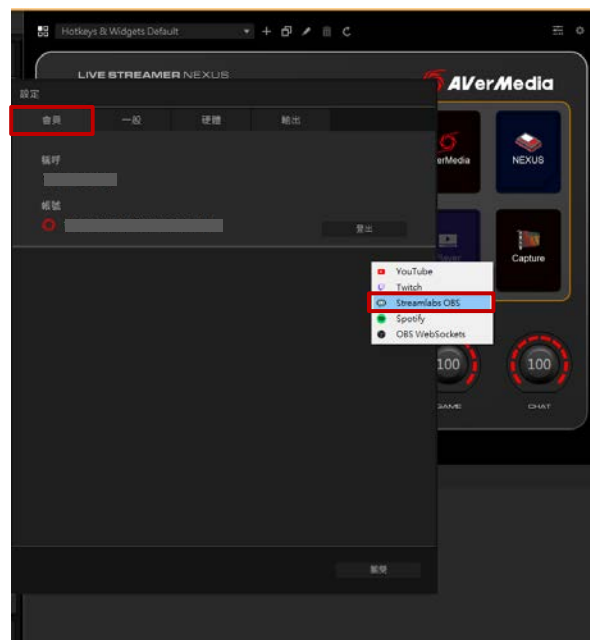 Hotkeys & Widgets Default
LIVE STREAMER NEXUS
AVerMedia
設定
會員
一般
硬體
輸出
稱呼
帳號
登出
erMedia
NEXUS
Capture
YouTube
Twitch
Streamlabs OBS
Spotify
OBS WebSockets
100
100
GAME
CHAT
關閉